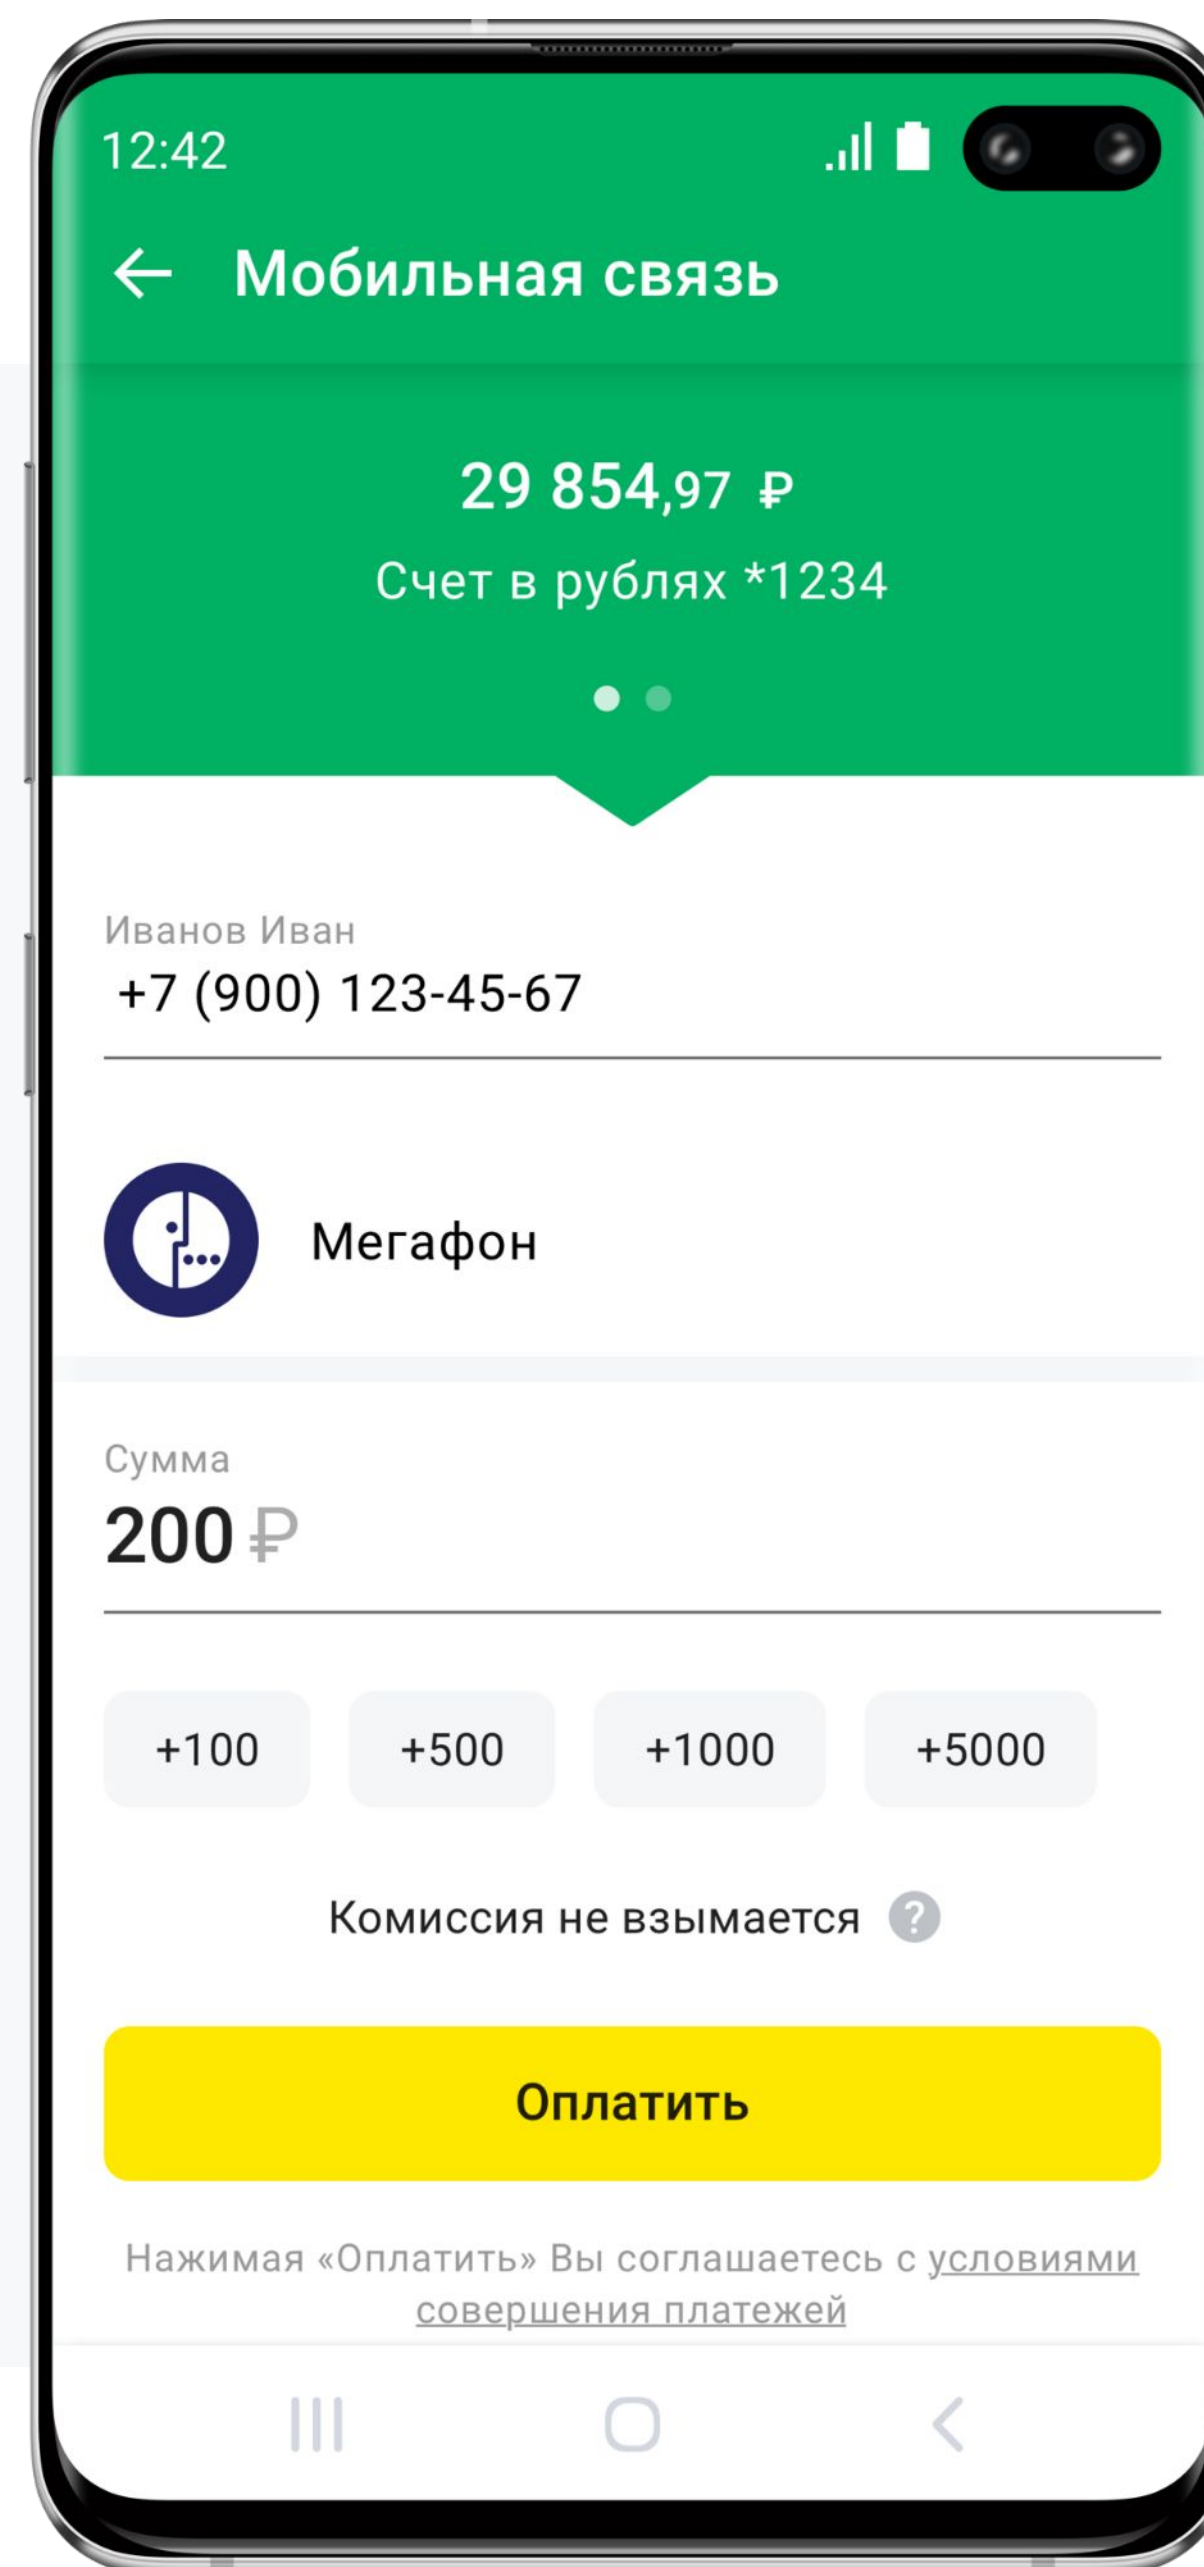 12:42
Мобильная связь
29 854,97 ₽
Счет в рублях *1234
Иванов Иван
+7 (900) 123-45-67
Мегафон
Сумма
200 ₽
+100 +500 +1000 +5000
Комиссия не взымается ?
Оплатить
Нажимая «Оплатить» Вы соглашаетесь с условиями
совершения платежей